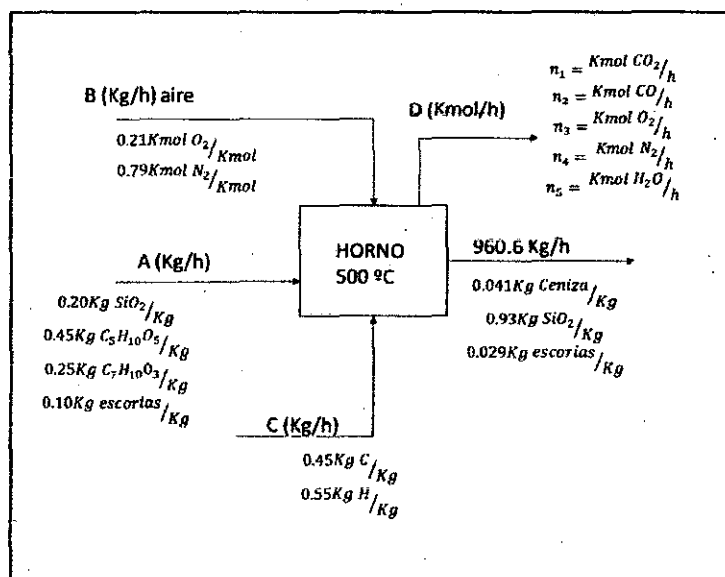 B (Kg/h) aire
0.21Kmol O₂/Kmol
0.79Kmol N₂/Kmol
D (Kmol/h)
n₁ = Kmol CO₂/h
n₂ = Kmol CO/h
n₃ = Kmol O₂/h
n₄ = Kmol N₂/h
n₅ = Kmol H₂O/h
A (Kg/h)
0.20Kg SiO₂/Kg
0.45Kg C₅H₁₀O₅/Kg
0.25Kg C₇H₁₀O₃/Kg
0.10Kg escorias/Kg
HORNO
500 ºC
960.6 Kg/h
0.041Kg Ceniza/Kg
0.93Kg SiO₂/Kg
0.029Kg escorias/Kg
C (Kg/h)
0.45Kg C/Kg
0.55Kg H/Kg